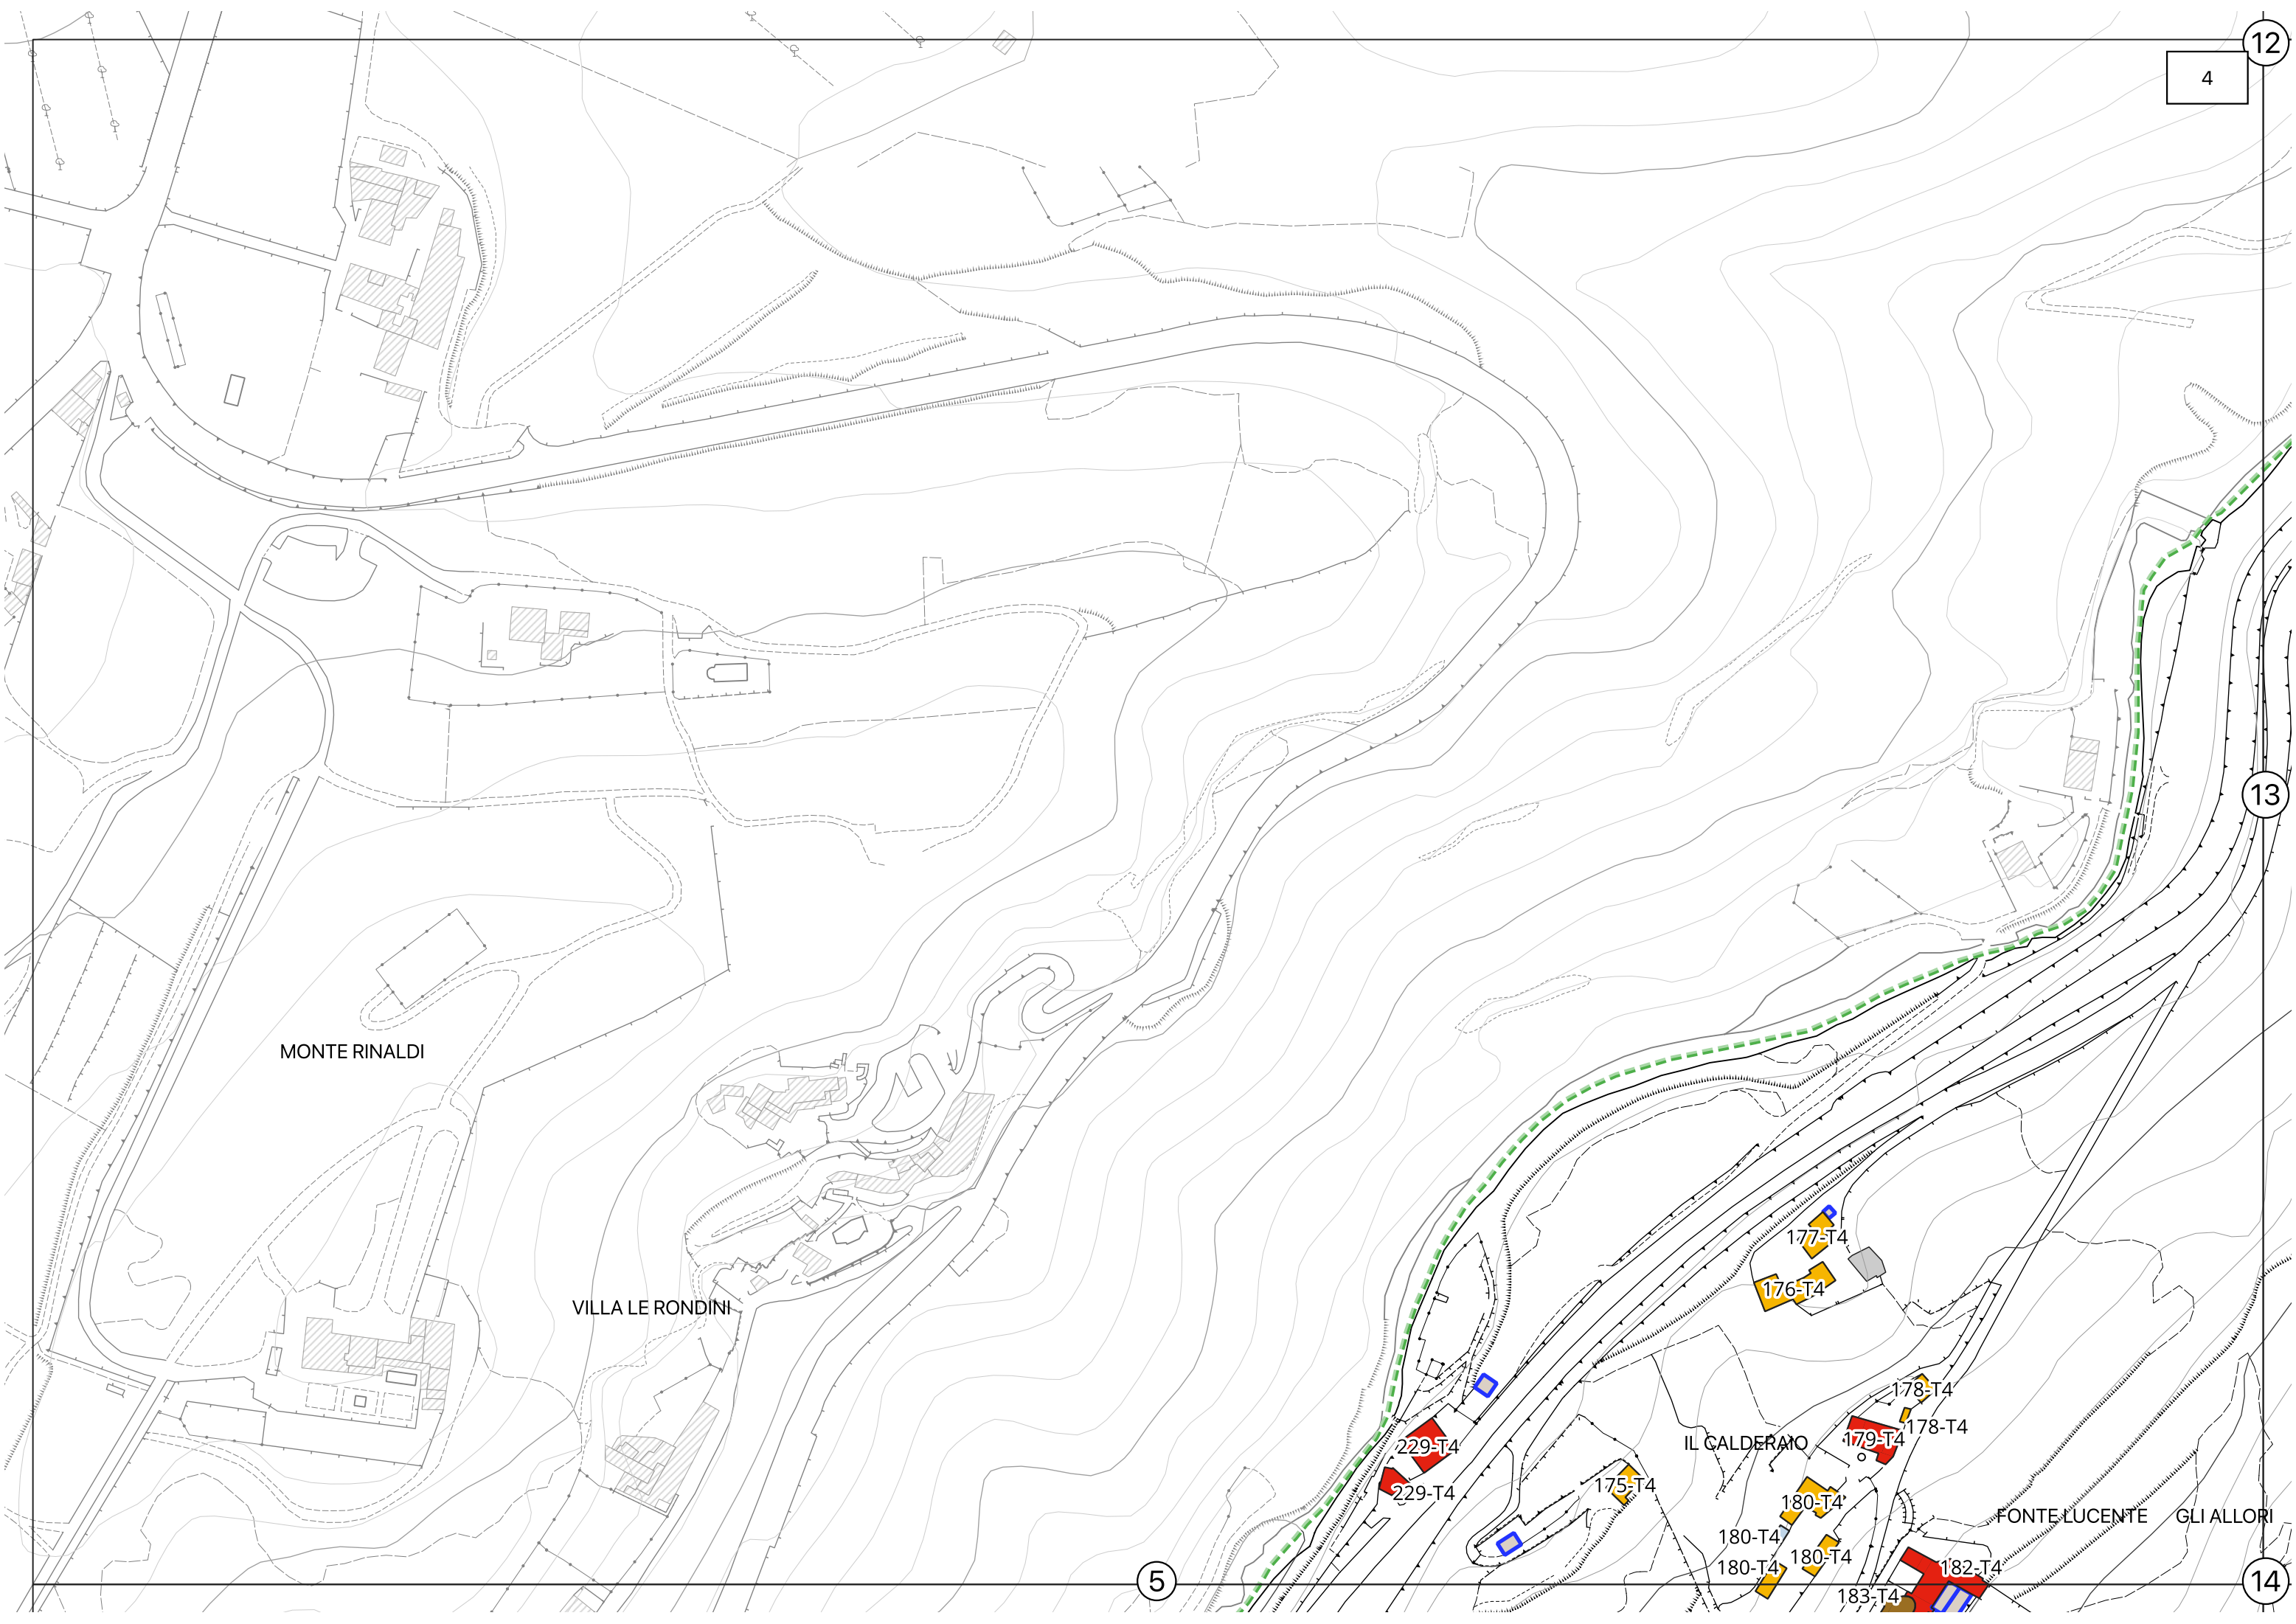 12
4
13
MONTE RINALDI
177-T4
176-T4
VILLA LE RONDINI
178-T4
178-T4
229-T4
IL CALDERAIO
179-T4
175-T4
229-T4
180-T4
FONTE LUCENTE
GLI ALLORI
180-T4
180-T4
180-T4
182-T4
5
14
183-T4